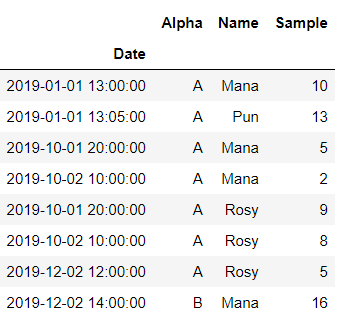 Alpha Name Sample
Date
2019-01-01 13:00:00 A Mana 10
2019-01-01 13:05:00 A Pun 13
2019-10-01 20:00:00 A Mana 5
2019-10-02 10:00:00 A Mana 2
2019-10-01 20:00:00 A Rosy 9
2019-10-02 10:00:00 A Rosy 8
2019-12-02 12:00:00 A Rosy 5
2019-12-02 14:00:00 B Mana 16